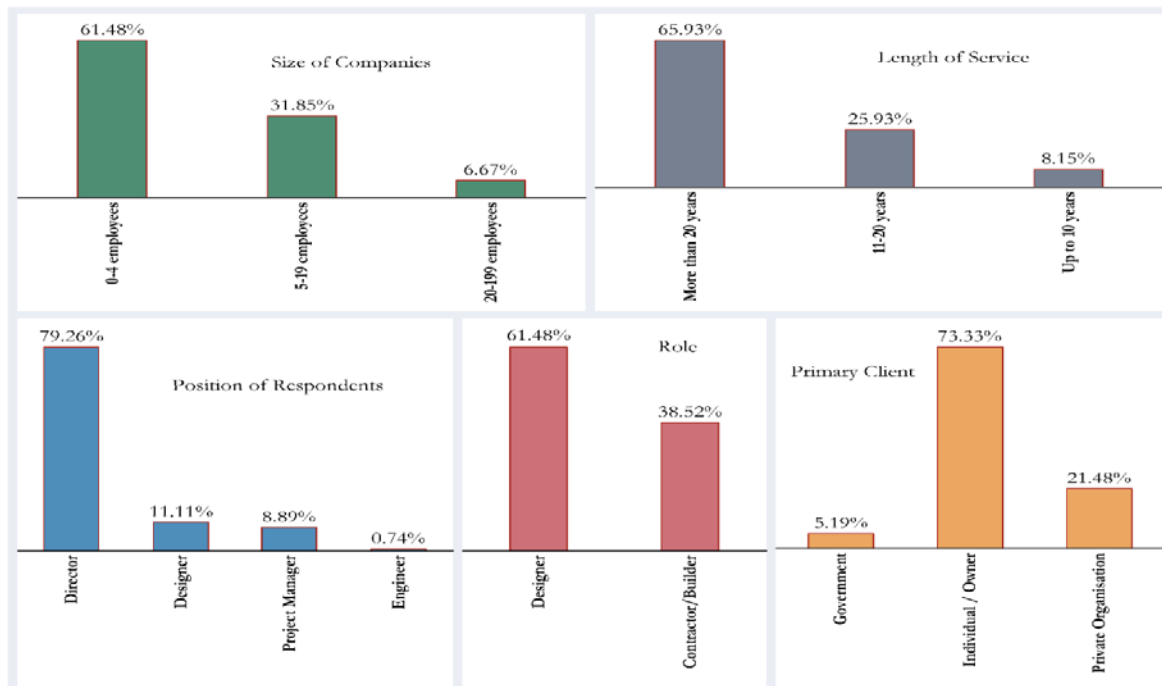 61.48%
Size of Companies
31.85%
6.67%
0-4 employees
5-19 employees
20-199 employees
65.93%
Length of Service
25.93%
8.15%
More than 20 years
11-20 years
Up to 10 years
79.26%
Position of Respondents
11.11%
8.89%
0.74%
Director
Designer
Project Manager
Engineer
61.48%
Role
38.52%
Designer
Contractor/Builder
73.33%
Primary Client
21.48%
5.19%
Government
Individual / Owner
Private Organisation